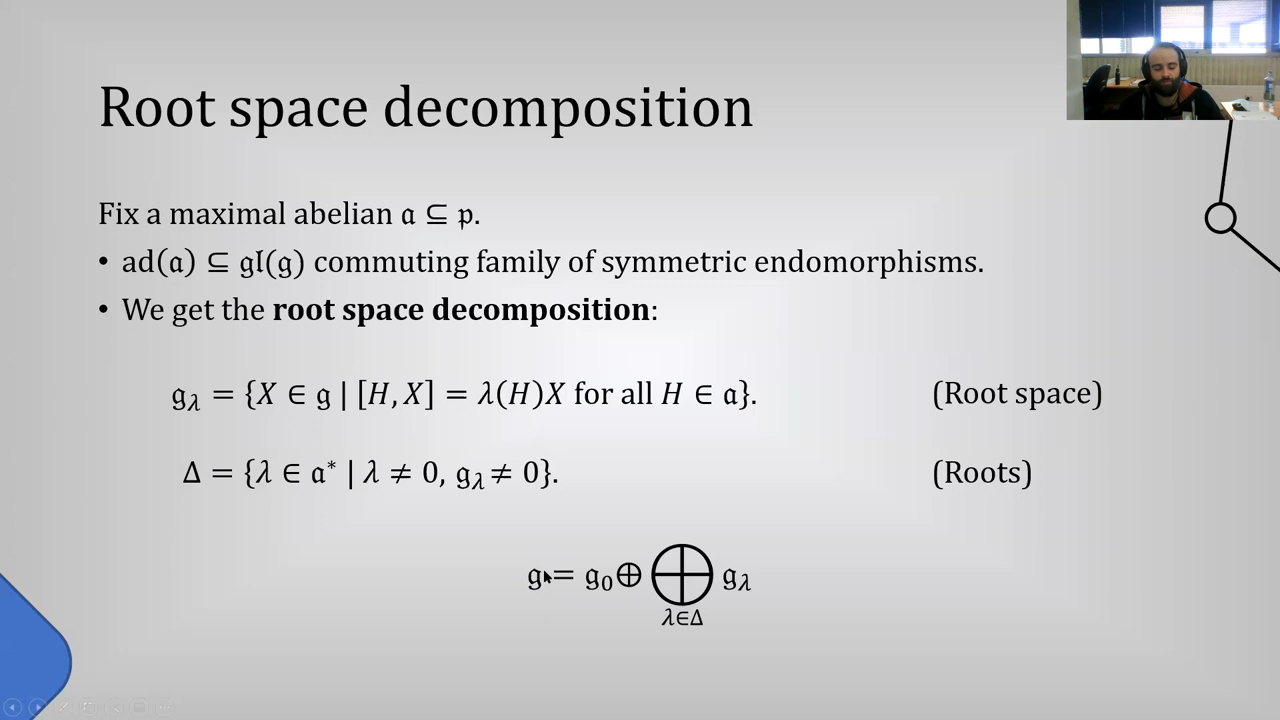 Root space decomposition
Fix a maximal abelian 𝔞 ⊆ 𝔭.
• ad(𝔞) ⊆ 𝔤𝔩(𝔤) commuting family of symmetric endomorphisms.
• We get the root space decomposition:
𝔤_λ = {X ∈ 𝔤 | [H, X] = λ(H)X for all H ∈ 𝔞}. (Root space)
Δ = {λ ∈ 𝔞* | λ ≠ 0, 𝔤_λ ≠ 0}. (Roots)
𝔤 = 𝔤₀ ⊕ ⨁_{λ∈Δ} 𝔤_λ